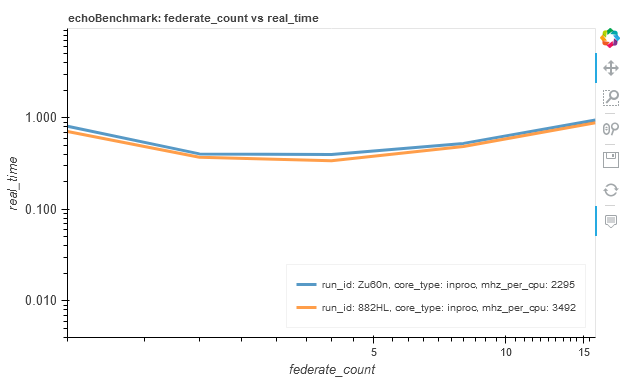 echoBenchmark: federate_count vs real_time
1.000
0.100
0.010
real_time
run_id: Zu60n, core_type: inproc, mhz_per_cpu: 2295
run_id: 882HL, core_type: inproc, mhz_per_cpu: 3492
5
10
15
federate_count